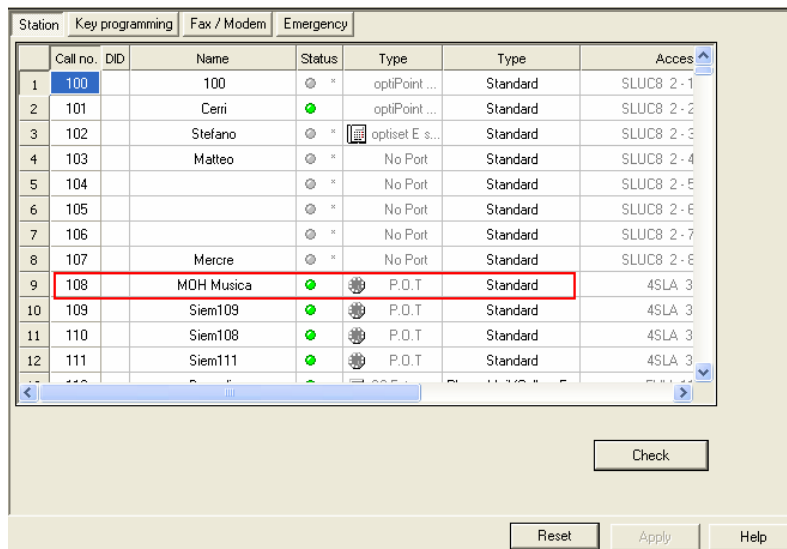 Station Key programming Fax / Modem Emergency
Call no. DID Name Status Type Type Acces
1 100 100 * optiPoint ... Standard SLUC8 2 - 1
2 101 Cerri optiPoint ... Standard SLUC8 2 - 2
3 102 Stefano * optiset E s... Standard SLUC8 2 - 3
4 103 Matteo * No Port Standard SLUC8 2 - 4
5 104 * No Port Standard SLUC8 2 - 5
6 105 * No Port Standard SLUC8 2 - 6
7 106 * No Port Standard SLUC8 2 - 7
8 107 Mercre * No Port Standard SLUC8 2 - 8
9 108 MOH Musica P.O.T Standard 4SLA 3
10 109 Siem109 P.O.T Standard 4SLA 3
11 110 Siem108 P.O.T Standard 4SLA 3
12 111 Siem111 P.O.T Standard 4SLA 3
Check
Reset Apply Help